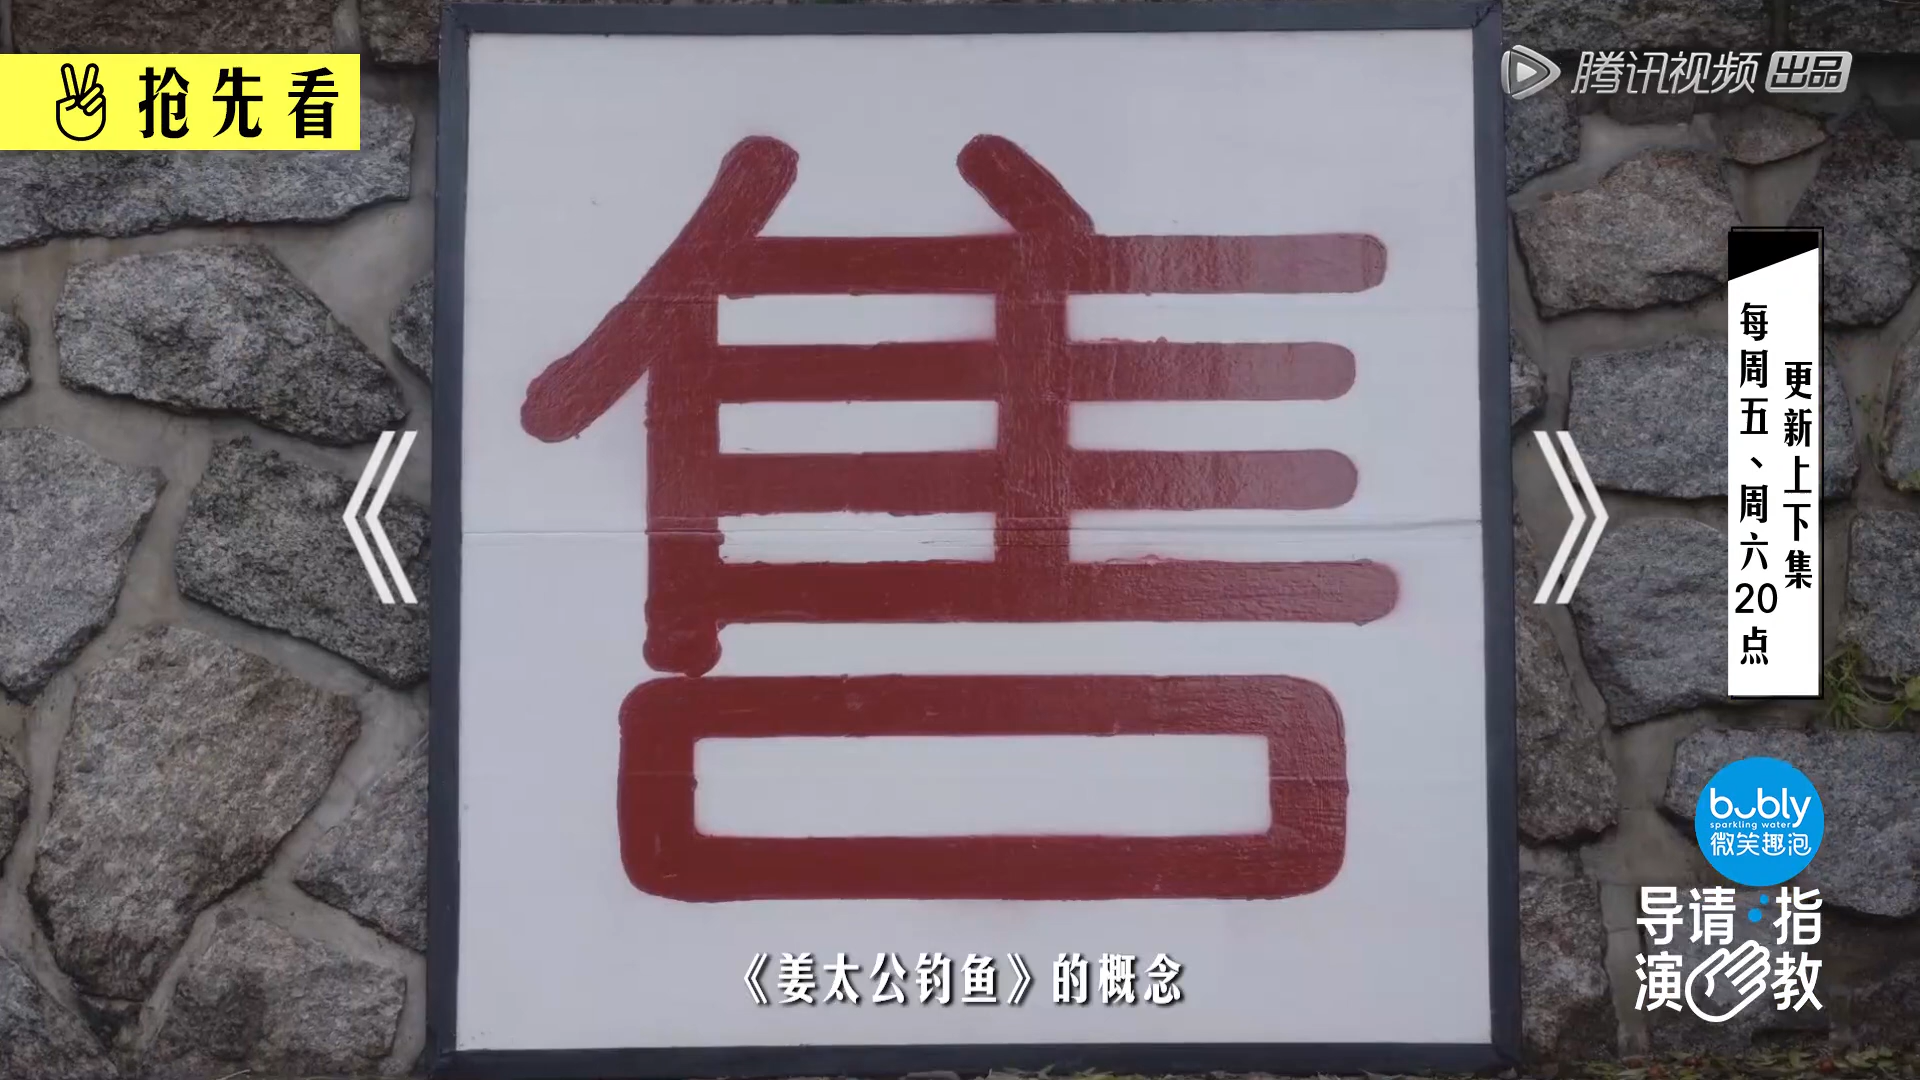 抢先看
腾讯视频 出品
售
每周五、周六20点
更新上下集
bubly
sparkling water
微笑趣泡
导演请指教
《姜太公钓鱼》的概念